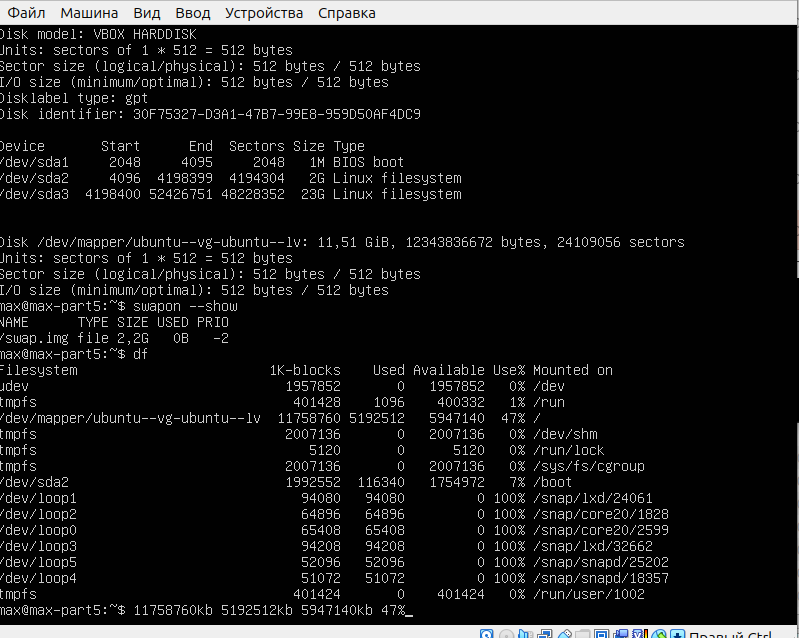 Файл Машина Вид Ввод Устройства Справка
Disk model: VBOX HARDDISK
Units: sectors of 1 * 512 = 512 bytes
Sector size (logical/physical): 512 bytes / 512 bytes
I/O size (minimum/optimal): 512 bytes / 512 bytes
Disklabel type: gpt
Disk identifier: 30F75327-D3A1-47B7-99E8-959D50AF4DC9
Device Start End Sectors Size Type
/dev/sda1 2048 4095 2048 1M BIOS boot
/dev/sda2 4096 4198399 4194304 2G Linux filesystem
/dev/sda3 4198400 52426751 48228352 23G Linux filesystem
Disk /dev/mapper/ubuntu--vg-ubuntu--lv: 11,51 GiB, 12343836672 bytes, 24109056 sectors
Units: sectors of 1 * 512 = 512 bytes
Sector size (logical/physical): 512 bytes / 512 bytes
I/O size (minimum/optimal): 512 bytes / 512 bytes
max@max-part5:~$ swapon --show
NAME TYPE SIZE USED PRIO
/swap.img file 2,2G 0B -2
max@max-part5:~$ df
Filesystem 1K-blocks Used Available Use% Mounted on
udev 1957852 0 1957852 0% /dev
tmpfs 401428 1096 400332 1% /run
/dev/mapper/ubuntu--vg-ubuntu--lv 11758760 5192512 5947140 47% /
tmpfs 2007136 0 2007136 0% /dev/shm
tmpfs 5120 0 5120 0% /run/lock
tmpfs 2007136 0 2007136 0% /sys/fs/cgroup
/dev/sda2 1992552 116340 1754972 7% /boot
/dev/loop1 94080 94080 0 100% /snap/lxd/24061
/dev/loop2 64896 64896 0 100% /snap/core20/1828
/dev/loop0 65408 65408 0 100% /snap/core20/2599
/dev/loop3 94208 94208 0 100% /snap/lxd/32662
/dev/loop5 52096 52096 0 100% /snap/snapd/25202
/dev/loop4 51072 51072 0 100% /snap/snapd/18357
tmpfs 401424 0 401424 0% /run/user/1002
max@max-part5:~$ 11758760kb 5192512kb 5947140kb 47%_
Правый Ctrl